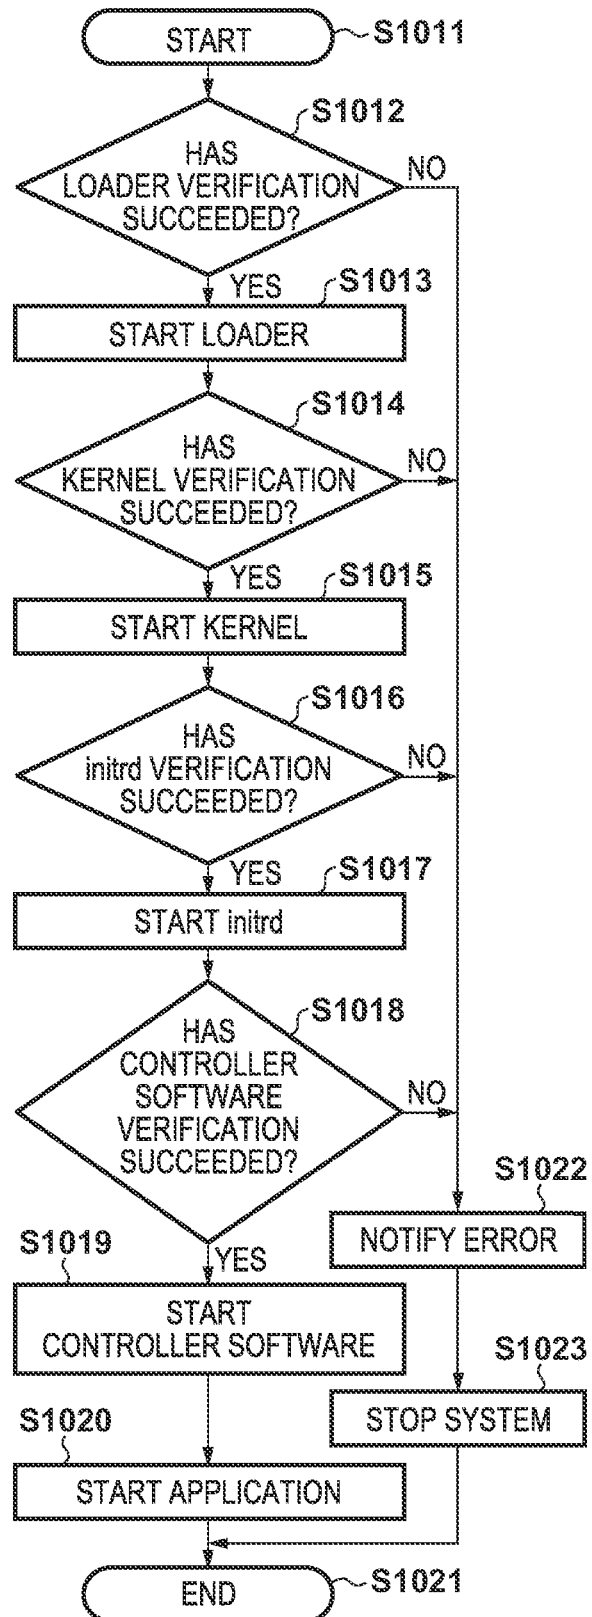 START
S1011
S1012
HAS
LOADER VERIFICATION
SUCCEEDED?
NO
YES
S1013
START LOADER
S1014
HAS
KERNEL VERIFICATION
SUCCEEDED?
NO
YES
S1015
START KERNEL
S1016
HAS
initrd VERIFICATION
SUCCEEDED?
NO
YES
S1017
START initrd
S1018
HAS
CONTROLLER
SOFTWARE
VERIFICATION
SUCCEEDED?
NO
YES
S1019
START
CONTROLLER SOFTWARE
S1020
START APPLICATION
S1022
NOTIFY ERROR
S1023
STOP SYSTEM
END
S1021